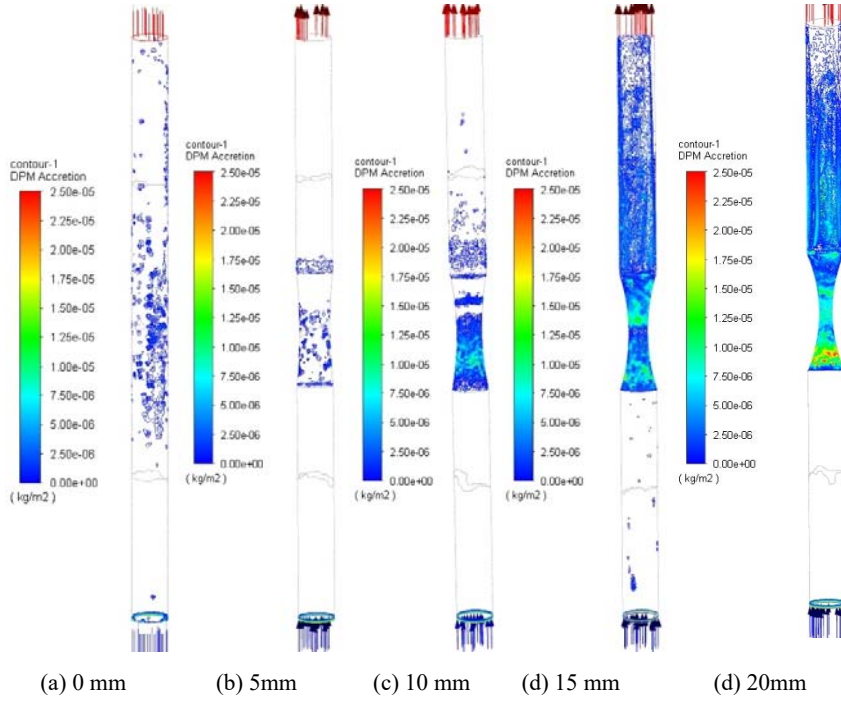 contour-1
DPM Accretion
2.50e-05
2.25e-05
2.00e-05
1.75e-05
1.50e-05
1.25e-05
1.00e-05
7.50e-06
5.00e-06
2.50e-06
0.00e+00
( kg/m2 )
contour-1
DPM Accretion
2.50e-05
2.25e-05
2.00e-05
1.75e-05
1.50e-05
1.25e-05
1.00e-05
7.50e-06
5.00e-06
2.50e-06
0.00e+00
( kg/m2 )
contour-1
DPM Accretion
2.50e-05
2.25e-05
2.00e-05
1.75e-05
1.50e-05
1.25e-05
1.00e-05
7.50e-06
5.00e-06
2.50e-06
0.00e+00
( kg/m2 )
contour-1
DPM Accretion
2.50e-05
2.25e-05
2.00e-05
1.75e-05
1.50e-05
1.25e-05
1.00e-05
7.50e-06
5.00e-06
2.50e-06
0.00e+00
( kg/m2 )
contour-1
DPM Accretion
2.50e-05
2.25e-05
2.00e-05
1.75e-05
1.50e-05
1.25e-05
1.00e-05
7.50e-06
5.00e-06
2.50e-06
0.00e+00
( kg/m2 )
(a) 0 mm (b) 5mm (c) 10 mm (d) 15 mm (d) 20mm